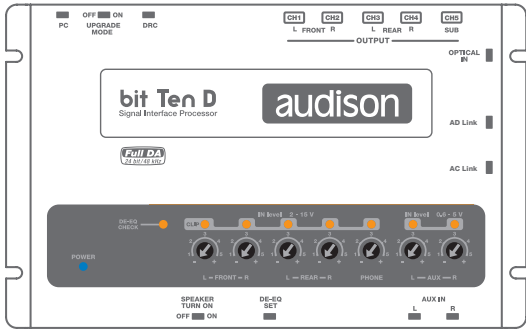 OFF ON
PC UPGRADE MODE DRC
CH1 CH2 CH3 CH4 CH5
L FRONT R L REAR R SUB
OUTPUT
OPTICAL IN
bit Ten D
Signal Interface Processor
audison
AD Link
Full DA
24 bit/48 kHz
AC Link
IN level 2 - 15 V IN level 0,6 - 5 V
DE-EQ CHECK
CLIP
POWER
- + - + - + - + - + - + - +
L FRONT R L REAR R PHONE L AUX R
SPEAKER TURN ON
OFF ON
DE-EQ SET
AUX IN
L R